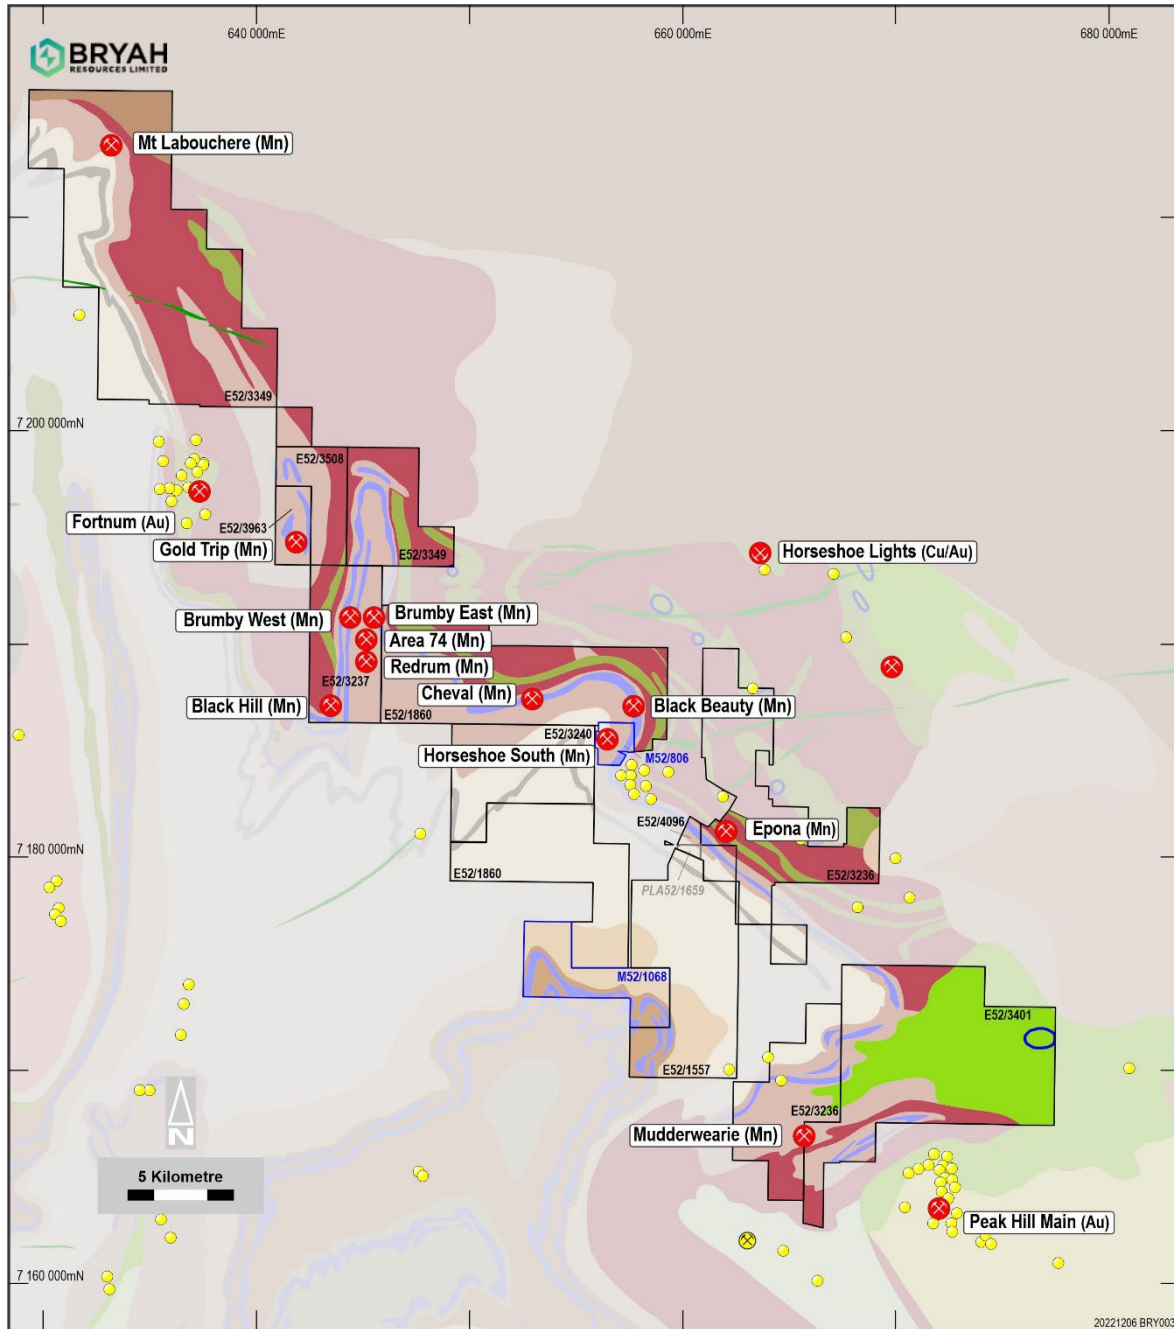 640 000mE
660 000mE
680 000mE
BRYAH
RESOURCES LIMITED
Mt Labouchere (Mn)
E52/3349
7 200 000mN
E52/3508
Fortnum (Au)
E52/3963
Gold Trip (Mn)
E52/3349
Horseshoe Lights (Cu/Au)
Brumby West (Mn)
Brumby East (Mn)
Area 74 (Mn)
Redrum (Mn)
E52/3237
Cheval (Mn)
Black Hill (Mn)
E52/1860
Black Beauty (Mn)
E52/3240
Horseshoe South (Mn)
M52/806
E52/4096
Epona (Mn)
7 180 000mN
E52/1860
PLA52/1659
E52/3236
M52/1068
E52/3401
E52/1557
E52/3236
Mudderwearie (Mn)
N
5 Kilometre
Peak Hill Main (Au)
7 160 000mN